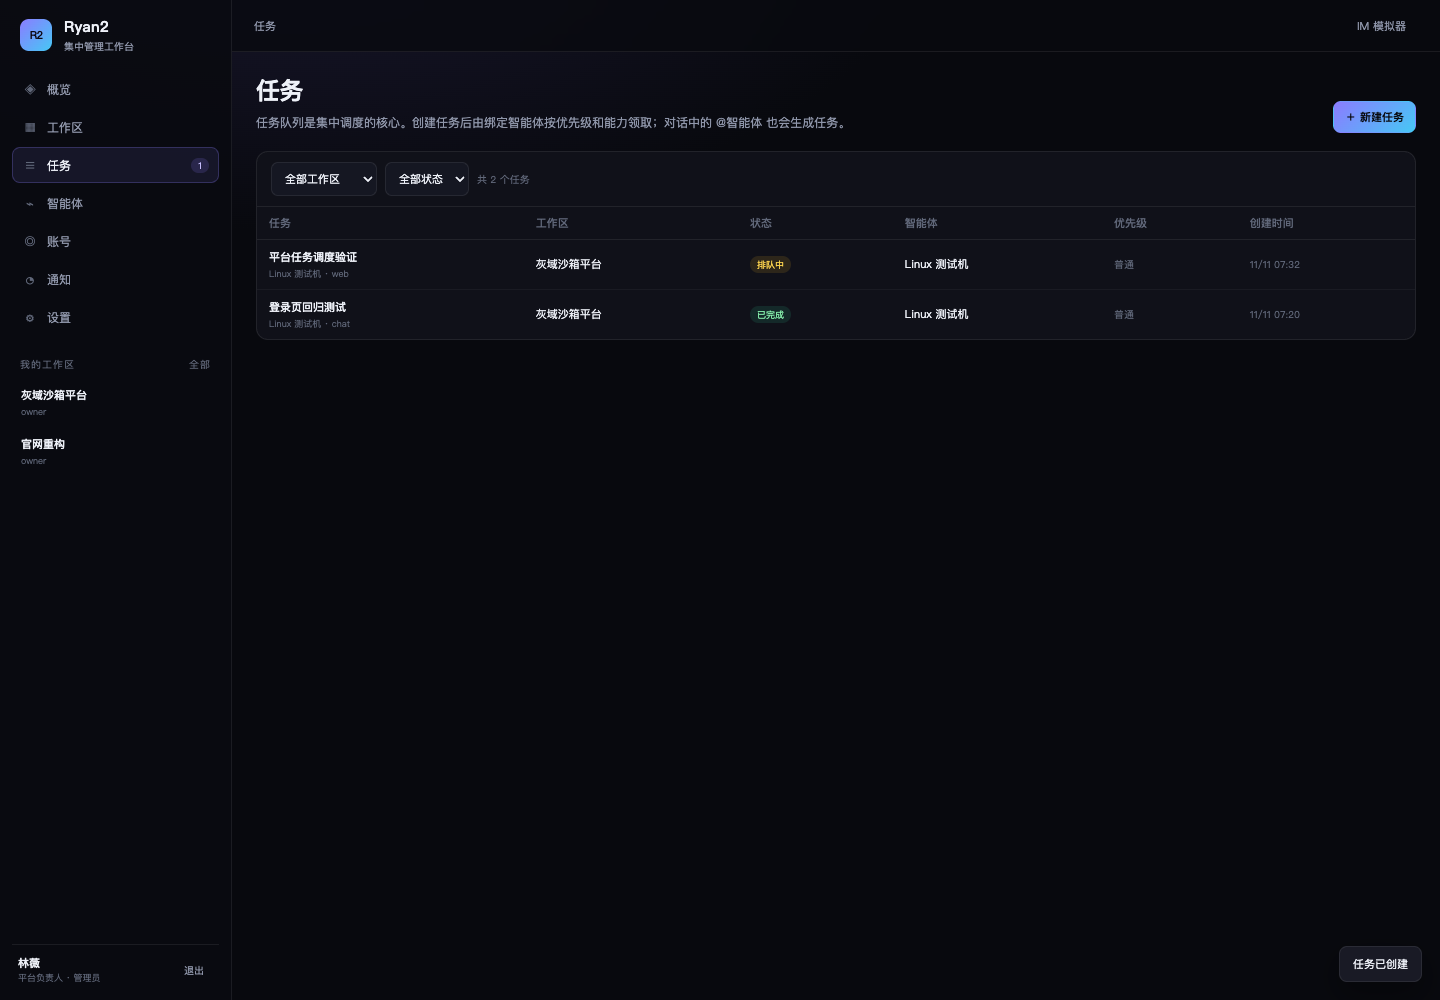 R2
Ryan2
集中管理工作台
概览
工作区
任务 1
智能体
账号
通知
设置
我的工作区 全部
灰域沙箱平台
owner
官网重构
owner
林薇
平台负责人 · 管理员
退出
任务
IM 模拟器
任务
任务队列是集中调度的核心。创建任务后由绑定智能体按优先级和能力领取；对话中的 @智能体 也会生成任务。
+ 新建任务
全部工作区 全部状态 共 2 个任务
任务 工作区 状态 智能体 优先级 创建时间
平台任务调度验证 灰域沙箱平台 排队中 Linux 测试机 普通 11/11 07:32
Linux 测试机 · web
登录页回归测试 灰域沙箱平台 已完成 Linux 测试机 普通 11/11 07:20
Linux 测试机 · chat
任务已创建